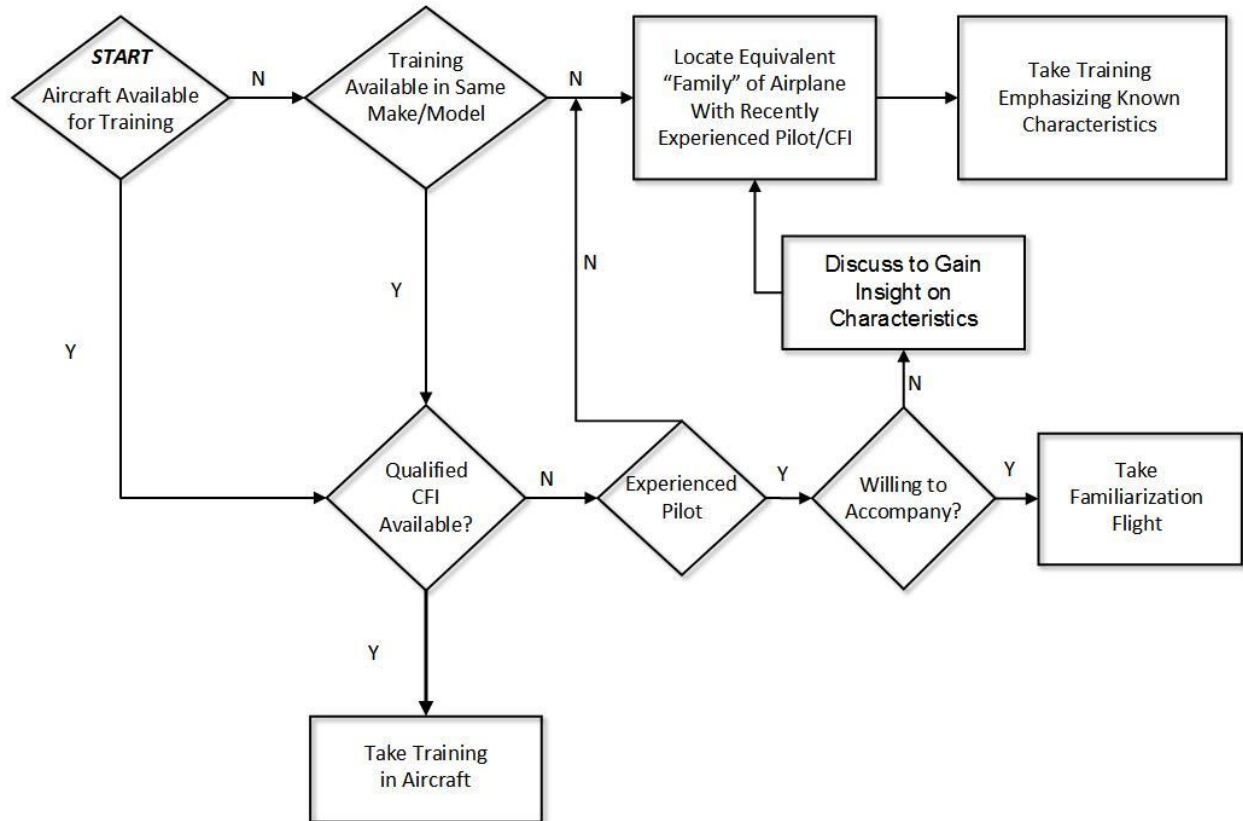 START
Aircraft Available
for Training
N
Training
Available in Same
Make/Model
N
Locate Equivalent
“Family” of Airplane
With Recently
Experienced Pilot/CFI
Take Training
Emphasizing Known
Characteristics
Y
Y
N
Discuss to Gain
Insight on
Characteristics
N
Qualified
CFI
Available?
N
Experienced
Pilot
Y
Willing to
Accompany?
Y
Take
Familiarization
Flight
Y
Take Training
in Aircraft